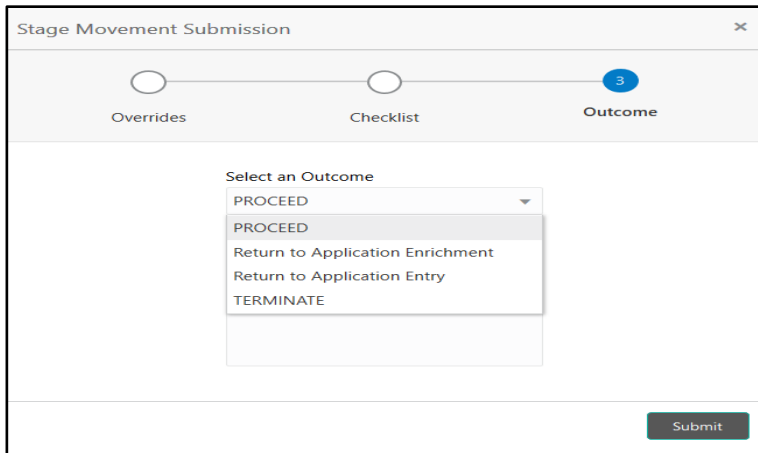 Stage Movement Submission ×
3
Overrides Checklist Outcome
Select an Outcome
PROCEED
PROCEED
Return to Application Enrichment
Return to Application Entry
TERMINATE
Submit